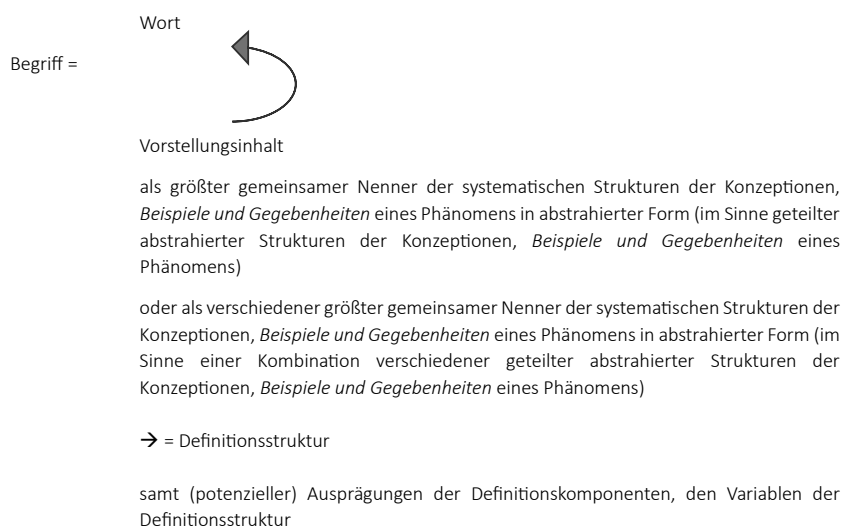 Wort
Begriff =
Vorstellungsinhalt
als größter gemeinsamer Nenner der systematischen Strukturen der Konzeptionen,
Beispiele und Gegebenheiten eines Phänomens in abstrahierter Form (im Sinne geteilter
abstrahierter Strukturen der Konzeptionen, Beispiele und Gegebenheiten eines
Phänomens)
oder als verschiedener größter gemeinsamer Nenner der systematischen Strukturen der
Konzeptionen, Beispiele und Gegebenheiten eines Phänomens in abstrahierter Form (im
Sinne einer Kombination verschiedener geteilter abstrahierter Strukturen der
Konzeptionen, Beispiele und Gegebenheiten eines Phänomens)
→ = Definitionsstruktur
samt (potenzieller) Ausprägungen der Definitionskomponenten, den Variablen der
Definitionsstruktur